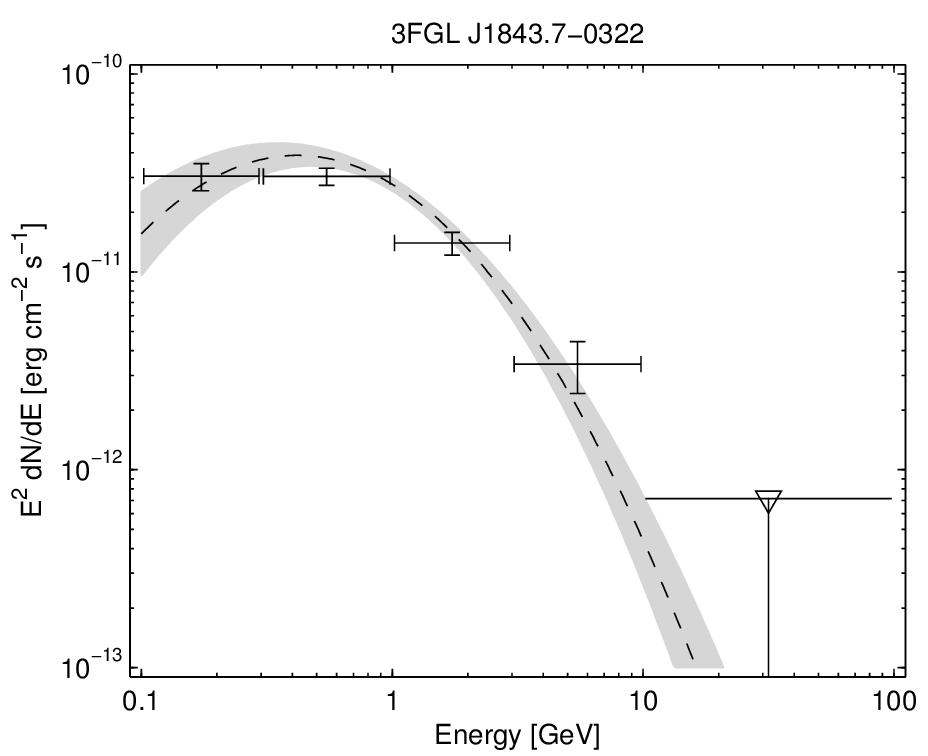 3FGL J1843.7−0322
10⁻¹⁰
10⁻¹¹
10⁻¹²
10⁻¹³
E² dN/dE [erg cm⁻² s⁻¹]
0.1 1 10 100
Energy [GeV]